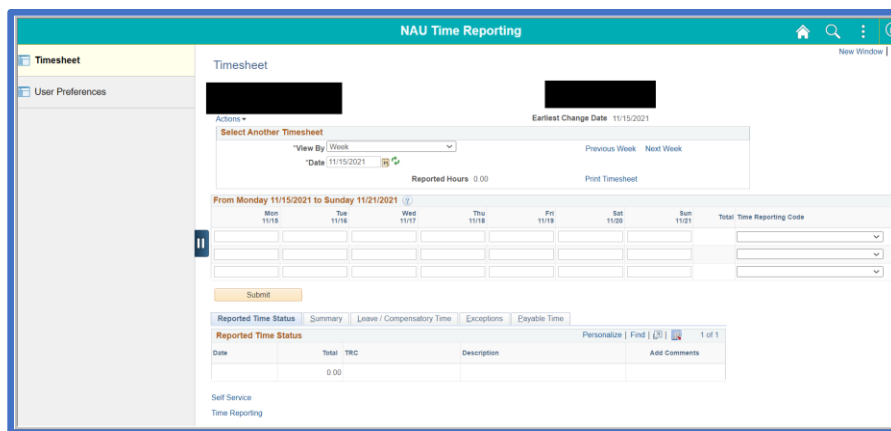 NAU Time Reporting
New Window |
Timesheet
User Preferences
Timesheet
Actions
Earliest Change Date 11/15/2021
Select Another Timesheet
*View By Week
Previous Week Next Week
*Date 11/15/2021
Reported Hours 0.00
Print Timesheet
From Monday 11/15/2021 to Sunday 11/21/2021
Mon 11/15 Tue 11/16 Wed 11/17 Thu 11/18 Fri 11/19 Sat 11/20 Sun 11/21 Total Time Reporting Code
Submit
Reported Time Status Summary Leave / Compensatory Time Exceptions Payable Time
Reported Time Status Personalize | Find | 1 of 1
Date Total TRC Description Add Comments
0.00
Self Service
Time Reporting